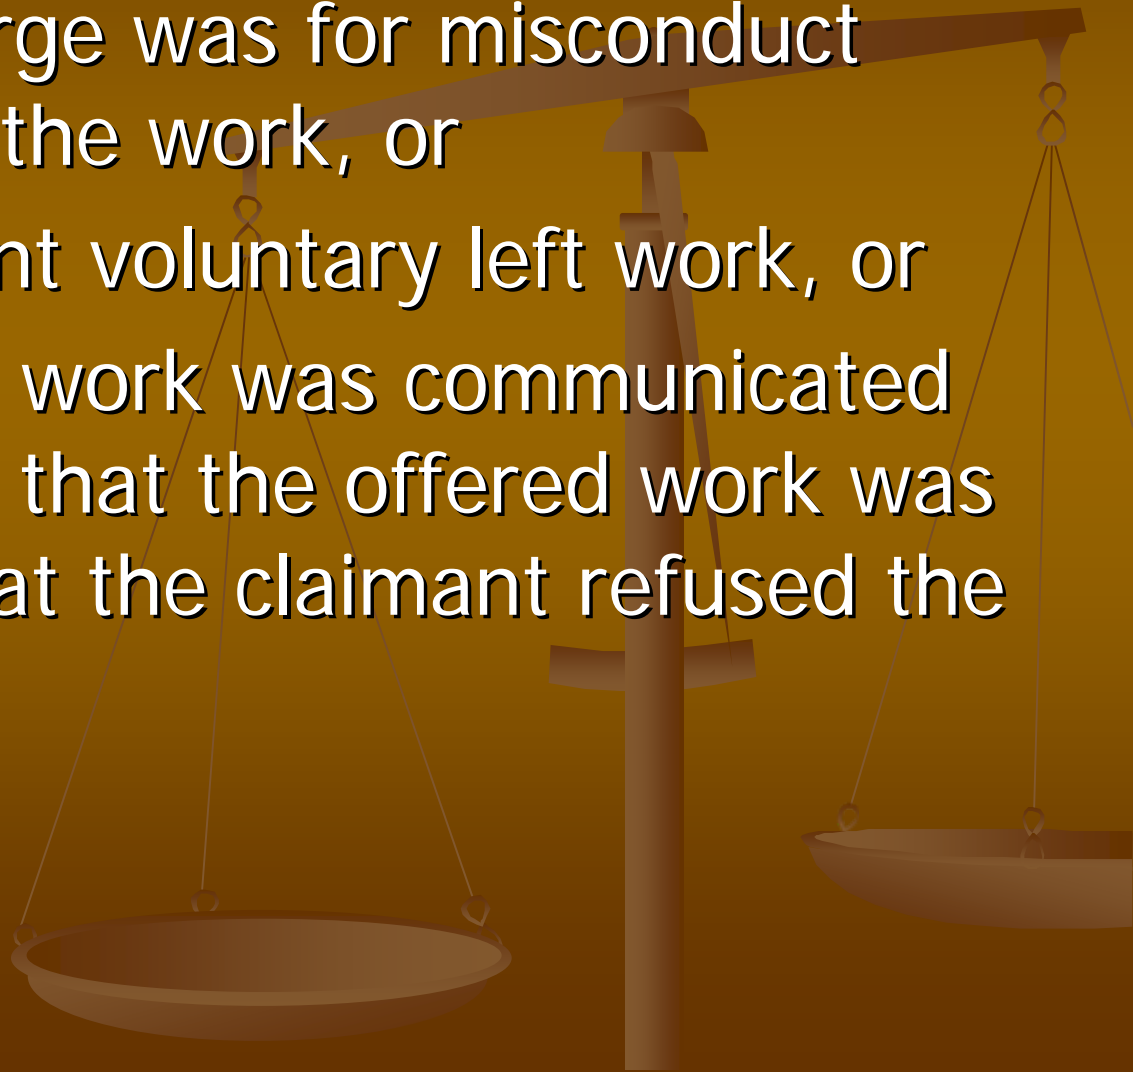 rge was for misconduct
the work, or
nt voluntary left work, or
work was communicated
that the offered work was
at the claimant refused the